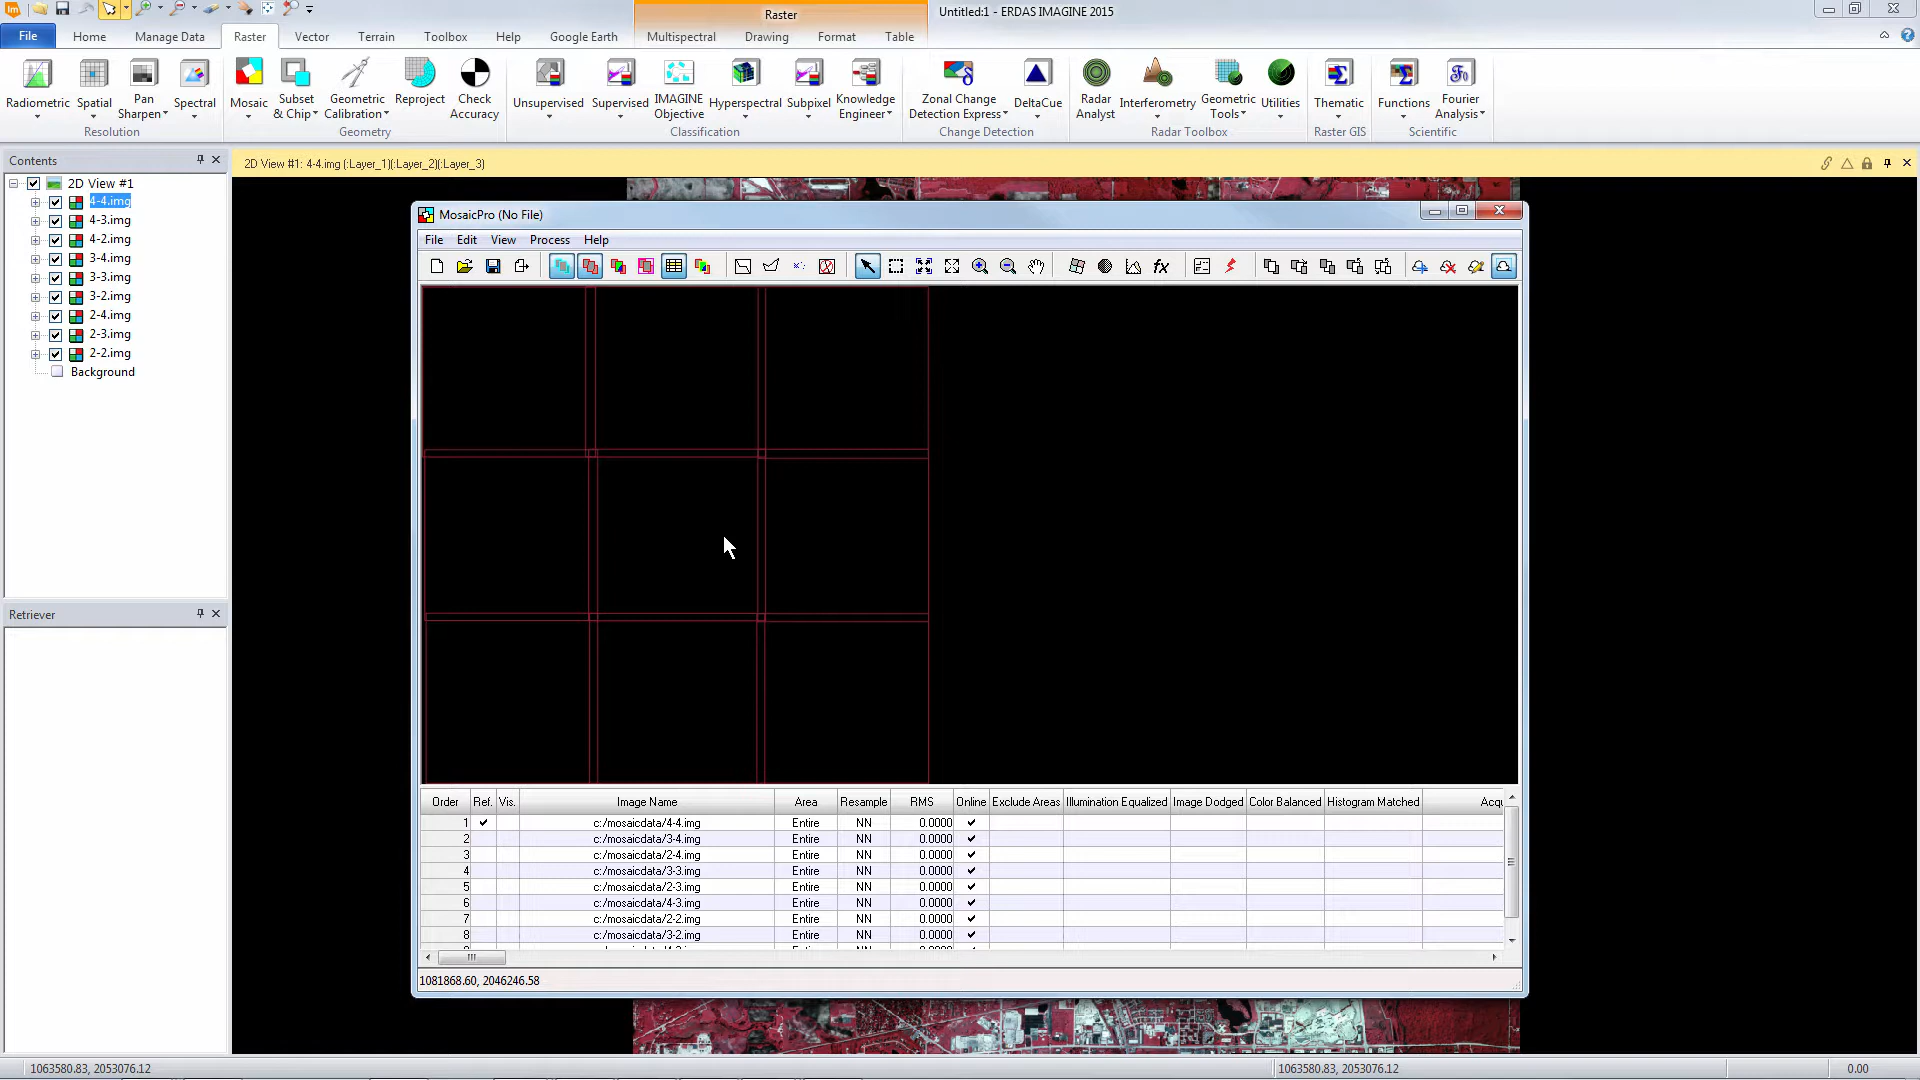 Raster
Untitled:1 - ERDAS IMAGINE 2015
File Home Manage Data Raster Vector Terrain Toolbox Help Google Earth Multispectral Drawing Format Table
Radiometric Spatial Pan Sharpen Spectral Mosaic Subset & Chip Geometric Calibration Reproject Check Accuracy Unsupervised Supervised IMAGINE Objective Hyperspectral Subpixel Knowledge Engineer Zonal Change Detection Express DeltaCue Radar Analyst Interferometry Geometric Tools Utilities Thematic Functions Fourier Analysis
Resolution Geometry Classification Change Detection Radar Toolbox Raster GIS Scientific
Contents
2D View #1: 4-4.img (:Layer_1)(:Layer_2)(:Layer_3)
2D View #1
4-4.img
4-3.img
4-2.img
3-4.img
3-3.img
3-2.img
2-4.img
2-3.img
2-2.img
Background
Retriever
MosaicPro (No File)
File Edit View Process Help
Order Ref. Vis. Image Name Area Resample RMS Online Exclude Areas Illumination Equalized Image Dodged Color Balanced Histogram Matched
1 c:/mosaicdata/4-4.img Entire NN 0.0000
2 c:/mosaicdata/3-4.img Entire NN 0.0000
3 c:/mosaicdata/2-4.img Entire NN 0.0000
4 c:/mosaicdata/3-3.img Entire NN 0.0000
5 c:/mosaicdata/2-3.img Entire NN 0.0000
6 c:/mosaicdata/4-3.img Entire NN 0.0000
7 c:/mosaicdata/2-2.img Entire NN 0.0000
8 c:/mosaicdata/3-2.img Entire NN 0.0000
1081868.60, 2046246.58
1063580.83, 2053076.12 1063580.83, 2053076.12 0.00